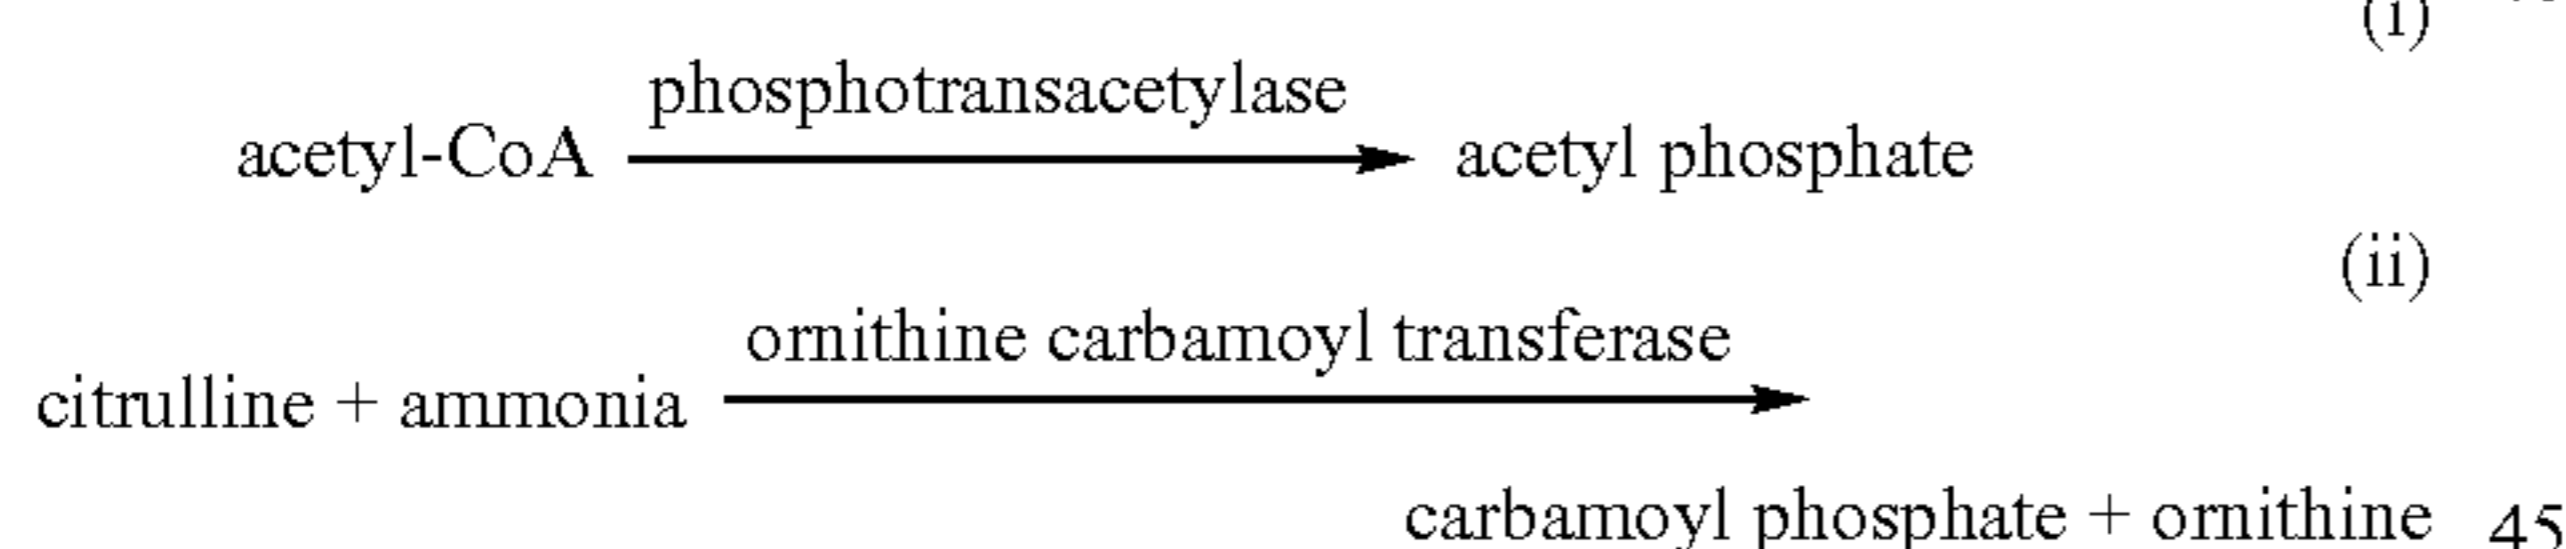 (i)
phosphotransacetylase
acetyl-CoA acetyl phosphate
(ii)
ornithine carbamoyl transferase
citrulline + ammonia
carbamoyl phosphate + ornithine 45